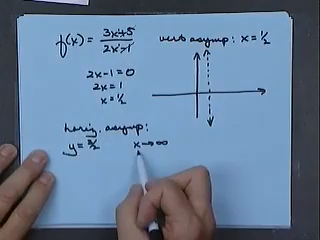 f(x) = 3x+5 / 2x-1
vert. asymp: x = 1/2
2x-1=0
2x=1
x=1/2
horiz. asymp:
y = 3/2 x→∞